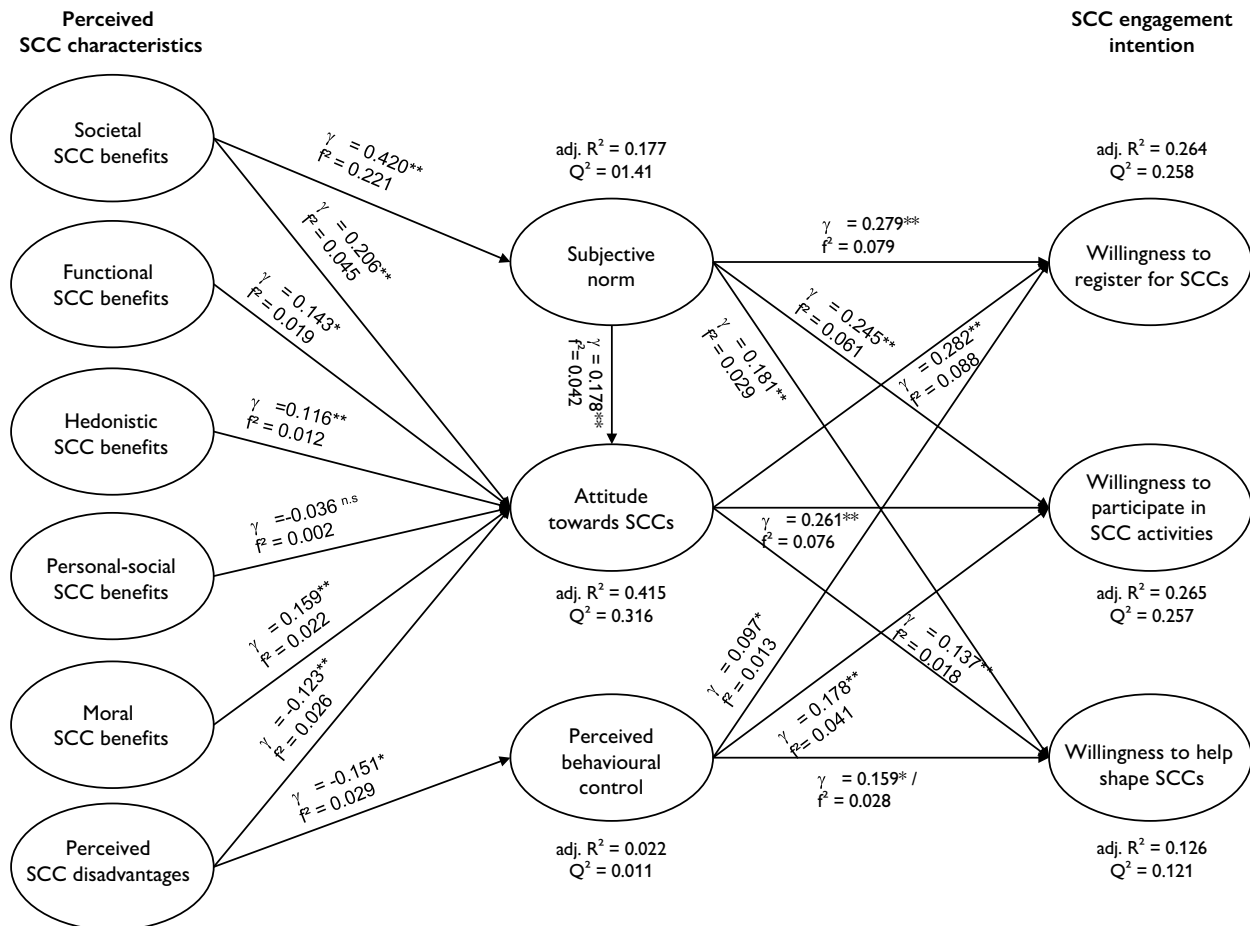 Perceived
SCC characteristics
SCC engagement
intention
Societal
SCC benefits
γ = 0.420**
f² = 0.221
adj. R² = 0.177
Q² = 01.41
adj. R² = 0.264
Q² = 0.258
γ = 0.206**
f² = 0.045
Functional
SCC benefits
Subjective
norm
γ = 0.279**
f² = 0.079
Willingness to
register for SCCs
γ = 0.143*
f² = 0.019
γ = 0.245**
f² = 0.061
γ = 0.282**
f² = 0.088
γ = 0.181**
f² = 0.029
γ = 0.178**
f² = 0.042
Hedonistic
SCC benefits
γ =0.116**
f² = 0.012
Attitude
towards SCCs
Willingness to
participate in
SCC activities
γ =-0.036 n.s
f² = 0.002
γ = 0.261**
f² = 0.076
Personal-social
SCC benefits
adj. R² = 0.415
Q² = 0.316
adj. R² = 0.265
Q² = 0.257
γ = 0.159**
f² = 0.022
γ = 0.097*
f² = 0.013
γ = 0.137**
f² = 0.018
γ = -0.123**
f² = 0.026
γ = 0.178**
f²= 0.041
Moral
SCC benefits
Perceived
behavioural
control
Willingness to help
shape SCCs
γ = -0.151*
f² = 0.029
γ = 0.159* /
f² = 0.028
Perceived
SCC disadvantages
adj. R² = 0.022
Q² = 0.011
adj. R² = 0.126
Q² = 0.121